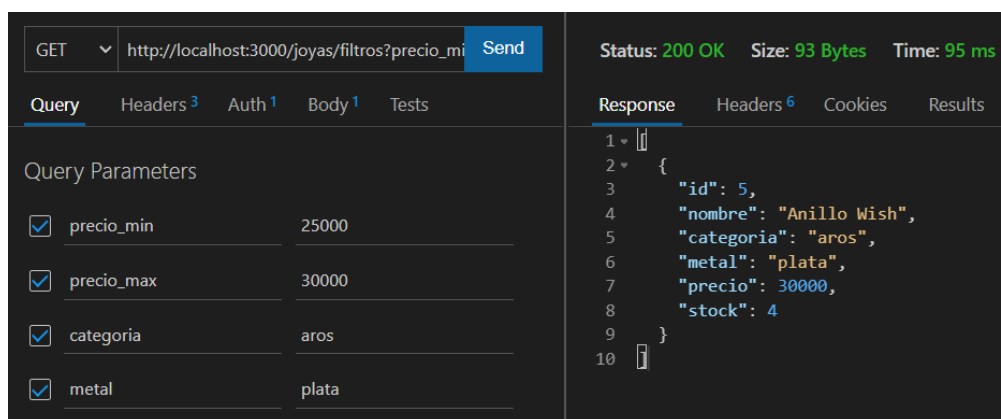 GET http://localhost:3000/joyas/filtros?precio_mi Send
Query Headers 3 Auth 1 Body 1 Tests
Query Parameters
precio_min 25000
precio_max 30000
categoria aros
metal plata
Status: 200 OK Size: 93 Bytes Time: 95 ms
Response Headers 6 Cookies Results
1 [
2 {
3 "id": 5,
4 "nombre": "Anillo Wish",
5 "categoria": "aros",
6 "metal": "plata",
7 "precio": 30000,
8 "stock": 4
9 }
10 ]